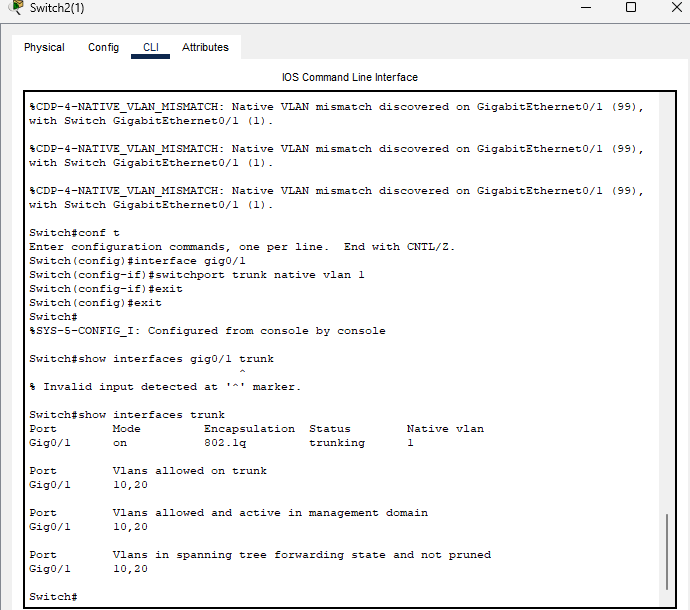 Switch2(1)
Physical Config CLI Attributes
IOS Command Line Interface
%CDP-4-NATIVE_VLAN_MISMATCH: Native VLAN mismatch discovered on GigabitEthernet0/1 (99),
with Switch GigabitEthernet0/1 (1).
%CDP-4-NATIVE_VLAN_MISMATCH: Native VLAN mismatch discovered on GigabitEthernet0/1 (99),
with Switch GigabitEthernet0/1 (1).
%CDP-4-NATIVE_VLAN_MISMATCH: Native VLAN mismatch discovered on GigabitEthernet0/1 (99),
with Switch GigabitEthernet0/1 (1).
Switch#conf t
Enter configuration commands, one per line. End with CNTL/Z.
Switch(config)#interface gig0/1
Switch(config-if)#switchport trunk native vlan 1
Switch(config-if)#exit
Switch(config)#exit
Switch#
%SYS-5-CONFIG_I: Configured from console by console
Switch#show interfaces gig0/1 trunk
^
% Invalid input detected at '^' marker.
Switch#show interfaces trunk
Port Mode Encapsulation Status Native vlan
Gig0/1 on 802.1q trunking 1
Port Vlans allowed on trunk
Gig0/1 10,20
Port Vlans allowed and active in management domain
Gig0/1 10,20
Port Vlans in spanning tree forwarding state and not pruned
Gig0/1 10,20
Switch#